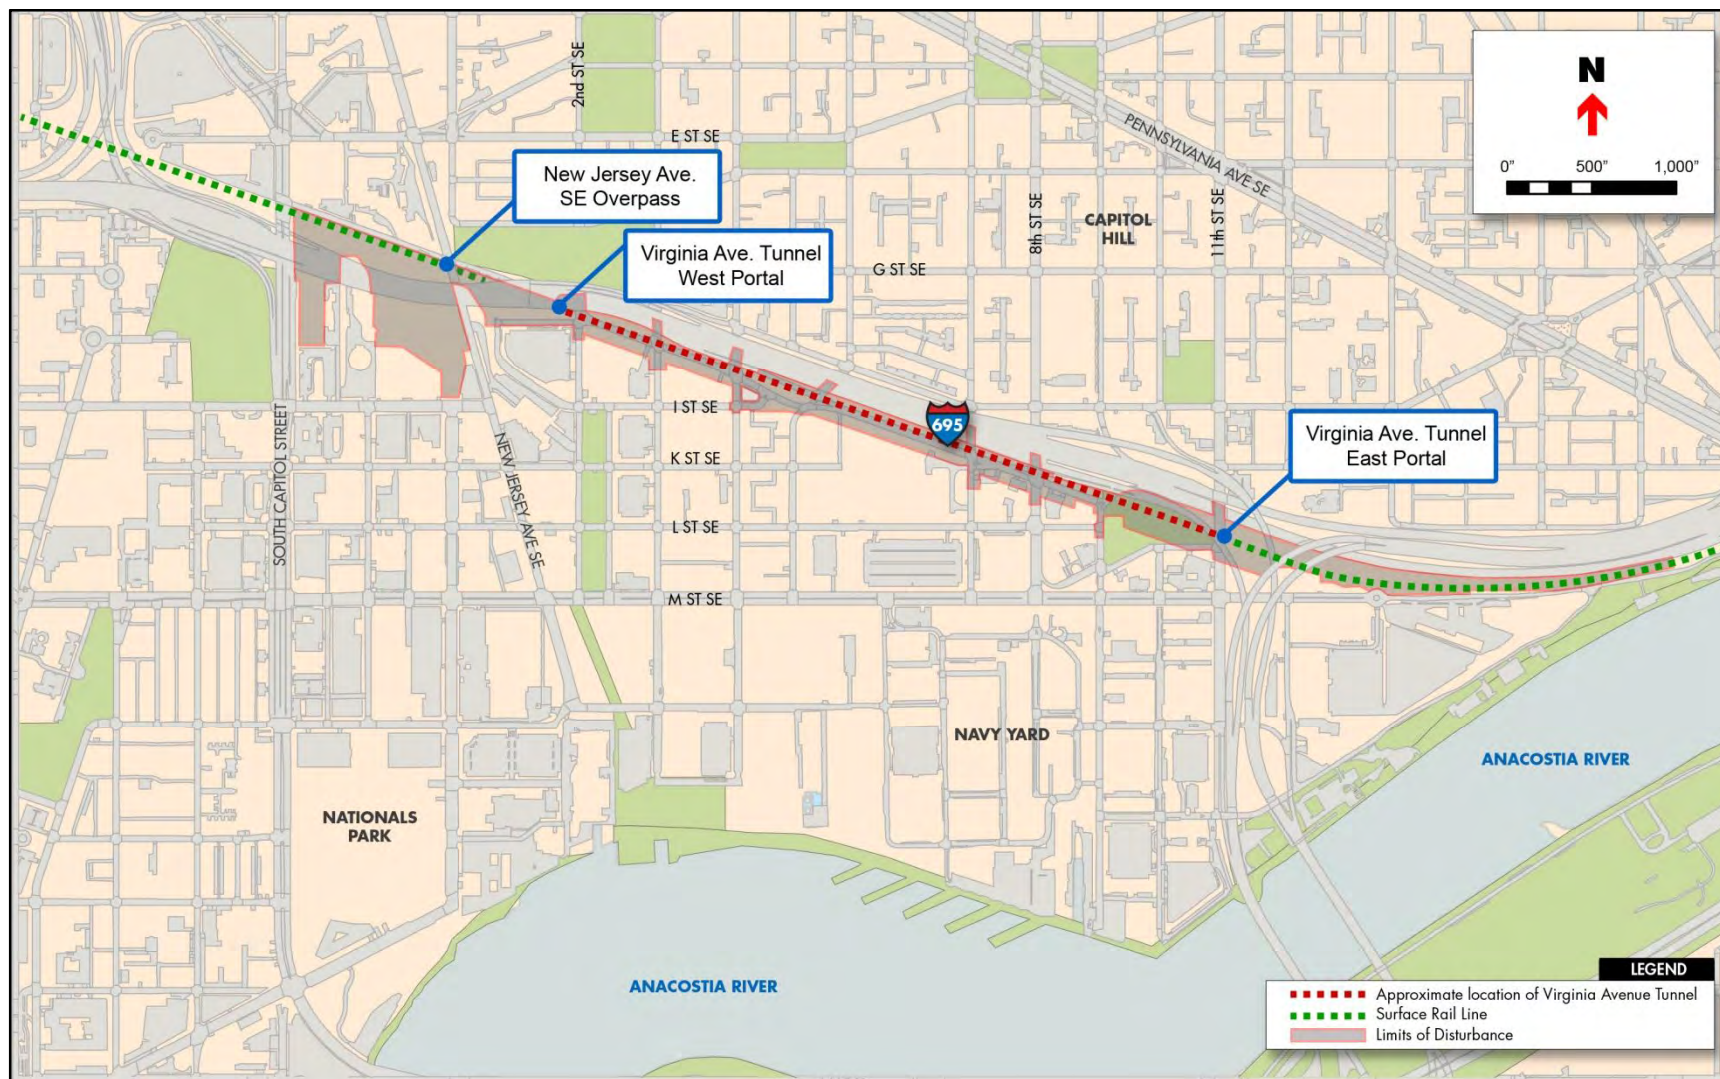 N
0" 500" 1,000"
2nd ST SE
E ST SE
PENNSYLVANIA AVE SE
New Jersey Ave.
SE Overpass
8th ST SE
CAPITOL
HILL
11th ST SE
Virginia Ave. Tunnel
West Portal
G ST SE
I ST SE
695
SOUTH CAPITOL STREET
NEW JERSEY AVE SE
K ST SE
Virginia Ave. Tunnel
East Portal
L ST SE
M ST SE
NAVY YARD
ANACOSTIA RIVER
NATIONALS
PARK
ANACOSTIA RIVER
LEGEND
Approximate location of Virginia Avenue Tunnel
Surface Rail Line
Limits of Disturbance